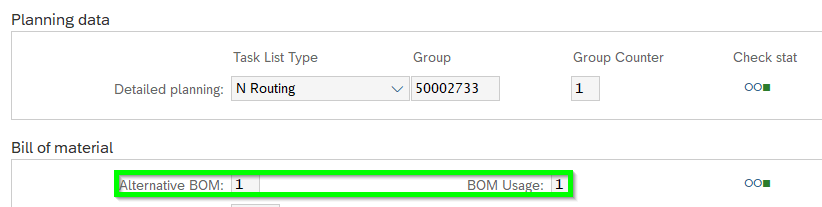 Planning data
Task List Type Group Group Counter Check stat
Detailed planning: N Routing 50002733 1
Bill of material
Alternative BOM: 1 BOM Usage: 1